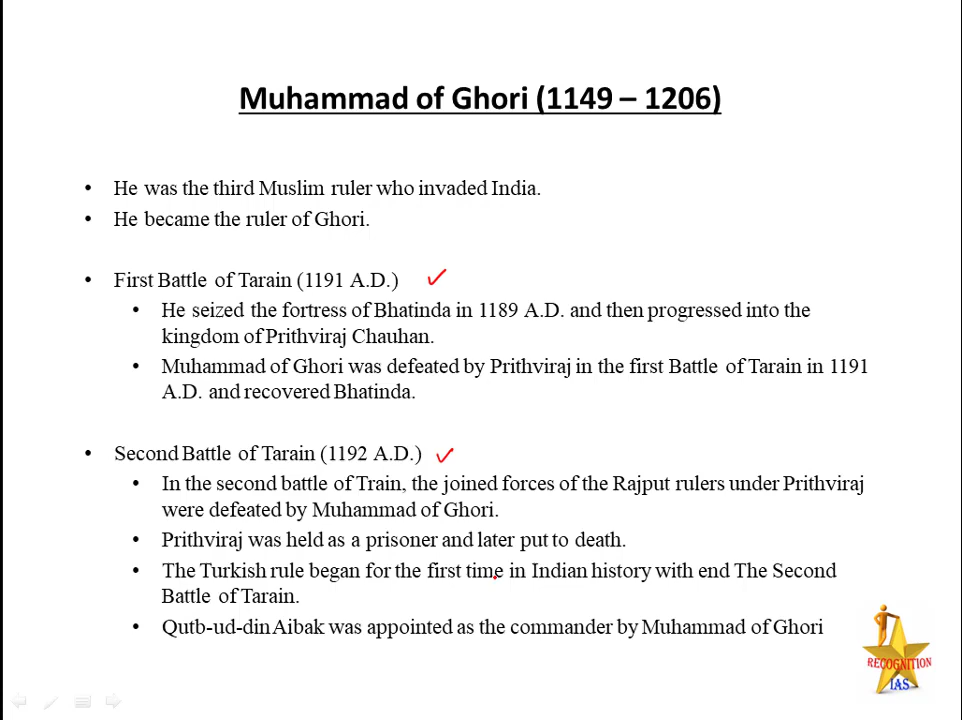 Muhammad of Ghori (1149 – 1206)
• He was the third Muslim ruler who invaded India.
• He became the ruler of Ghori.
• First Battle of Tarain (1191 A.D.)
• He seized the fortress of Bhatinda in 1189 A.D. and then progressed into the
kingdom of Prithviraj Chauhan.
• Muhammad of Ghori was defeated by Prithviraj in the first Battle of Tarain in 1191
A.D. and recovered Bhatinda.
• Second Battle of Tarain (1192 A.D.)
• In the second battle of Train, the joined forces of the Rajput rulers under Prithviraj
were defeated by Muhammad of Ghori.
• Prithviraj was held as a prisoner and later put to death.
• The Turkish rule began for the first time in Indian history with end The Second
Battle of Tarain.
• Qutb-ud-din Aibak was appointed as the commander by Muhammad of Ghori
RECOGNITION
IAS